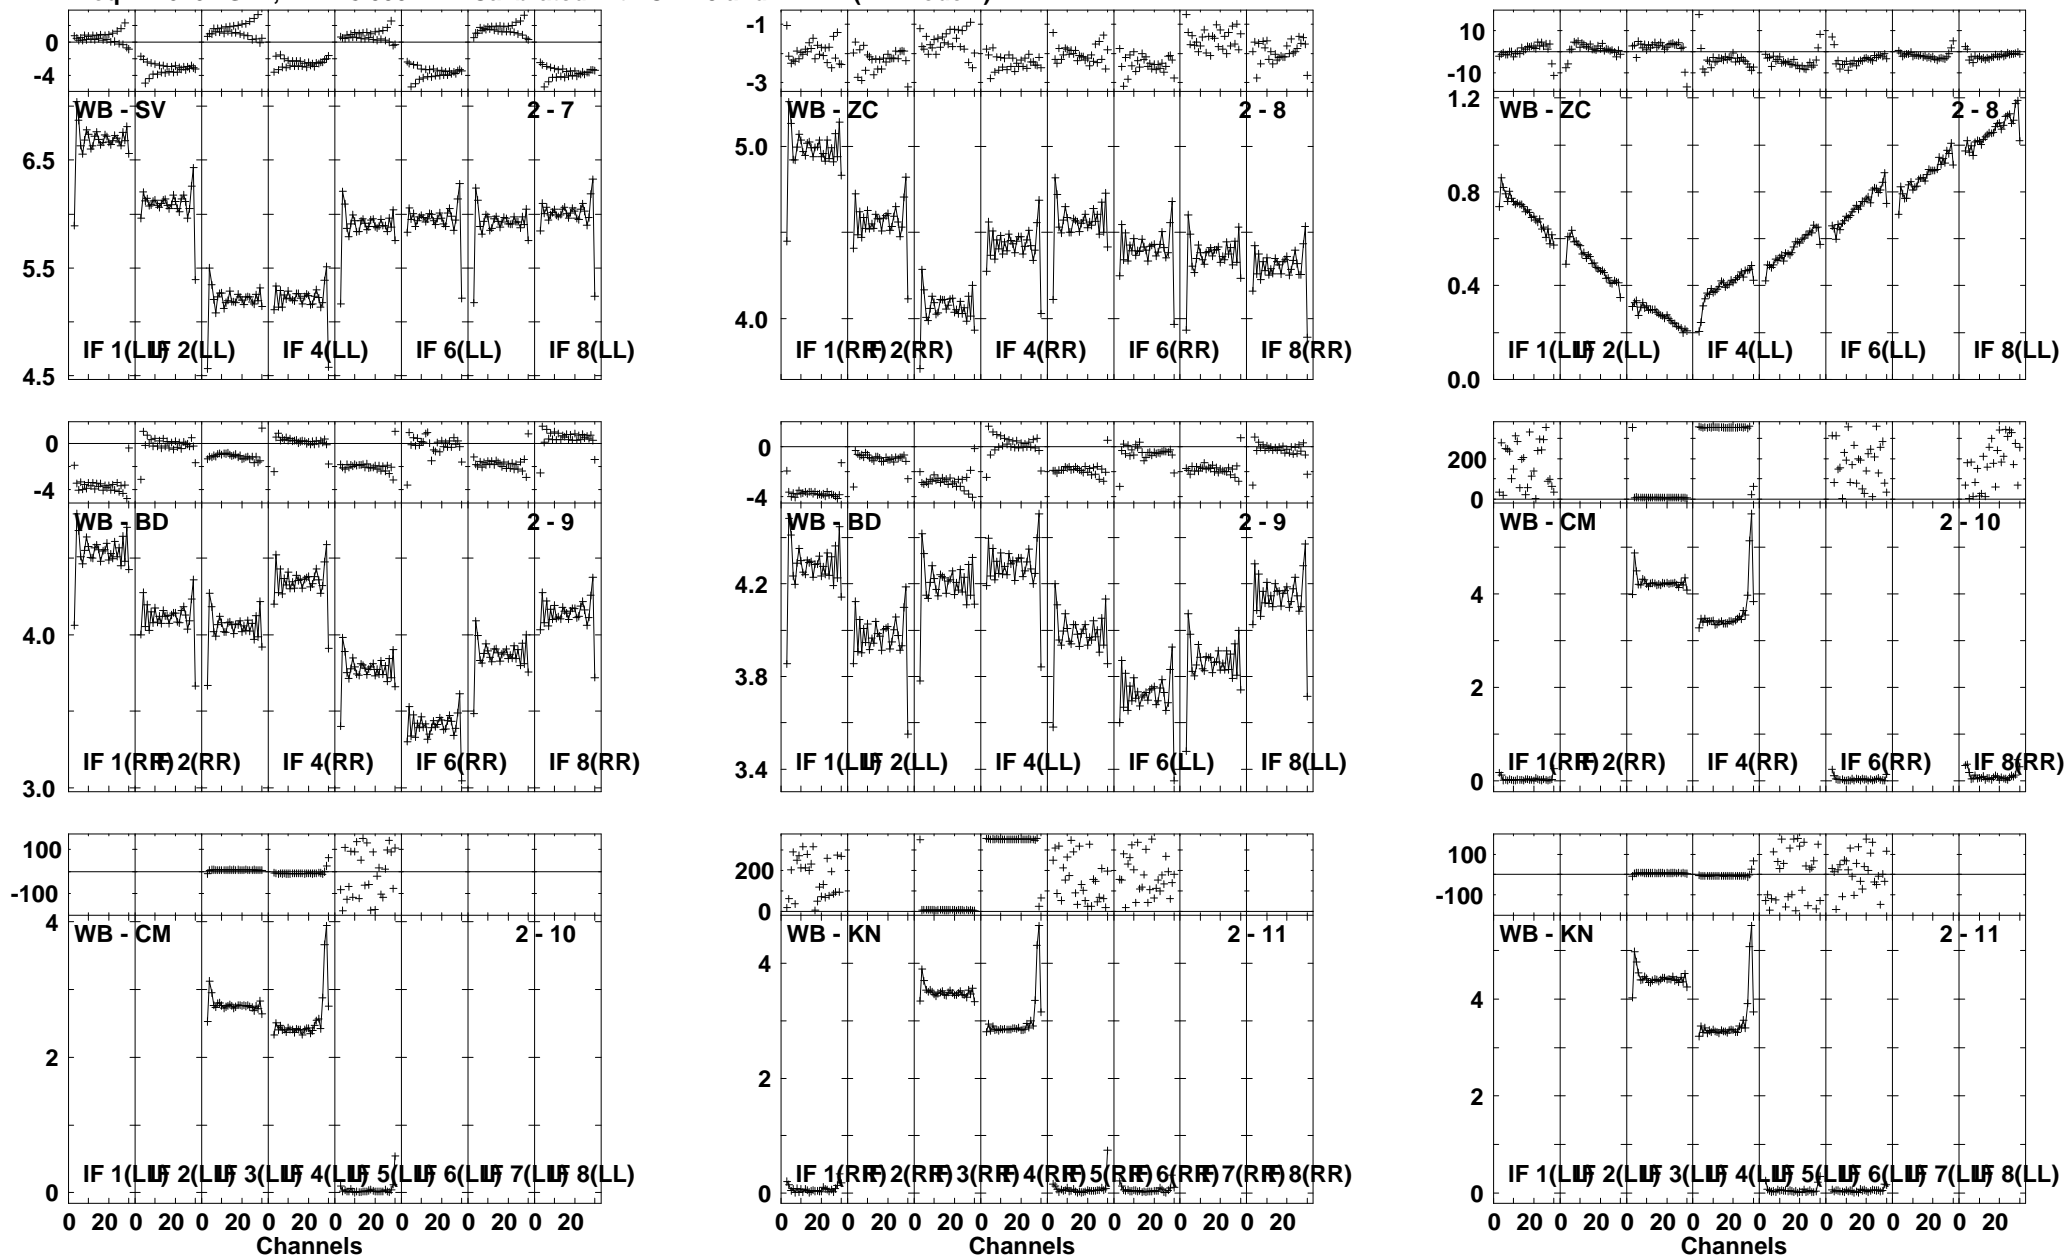 0
-4
WB - SV
2 - 7
6.5
5.5
4.5
IF 1(LL) IF 2(LL) IF 4(LL) IF 6(LL) IF 8(LL)
-1
-3
WB - ZC
2 - 8
5.0
4.0
IF 1(RR) IF 2(RR) IF 4(RR) IF 6(RR) IF 8(RR)
10
-10
WB - ZC
2 - 8
1.2
0.8
0.4
0.0
IF 1(LL) IF 2(LL) IF 4(LL) IF 6(LL) IF 8(LL)
0
-4
WB - BD
2 - 9
4.0
3.0
IF 1(RR) IF 2(RR) IF 4(RR) IF 6(RR) IF 8(RR)
0
-4
WB - BD
2 - 9
4.2
3.8
3.4
IF 1(LL) IF 2(LL) IF 4(LL) IF 6(LL) IF 8(LL)
200
0
WB - CM
2 - 10
4
2
0
IF 1(RR) IF 2(RR) IF 4(RR) IF 6(RR) IF 8(RR)
100
-100
WB - CM
2 - 10
4
2
0
IF 1(LL) IF 2(LL) IF 3(LL) IF 4(LL) IF 5(LL) IF 6(LL) IF 7(LL) IF 8(LL)
0 20 0 20 0 20 0 20 0 20 0 20 0 20 0 20
Channels
200
0
WB - KN
2 - 11
4
2
0
IF 1(RR) IF 2(RR) IF 3(RR) IF 4(RR) IF 5(RR) IF 6(RR) IF 7(RR) IF 8(RR)
0 20 0 20 0 20 0 20 0 20 0 20 0 20 0 20
Channels
100
-100
WB - KN
2 - 11
4
2
0
IF 1(LL) IF 2(LL) IF 3(LL) IF 4(LL) IF 5(LL) IF 6(LL) IF 7(LL) IF 8(LL)
0 20 0 20 0 20 0 20 0 20 0 20 0 20 0 20
Channels